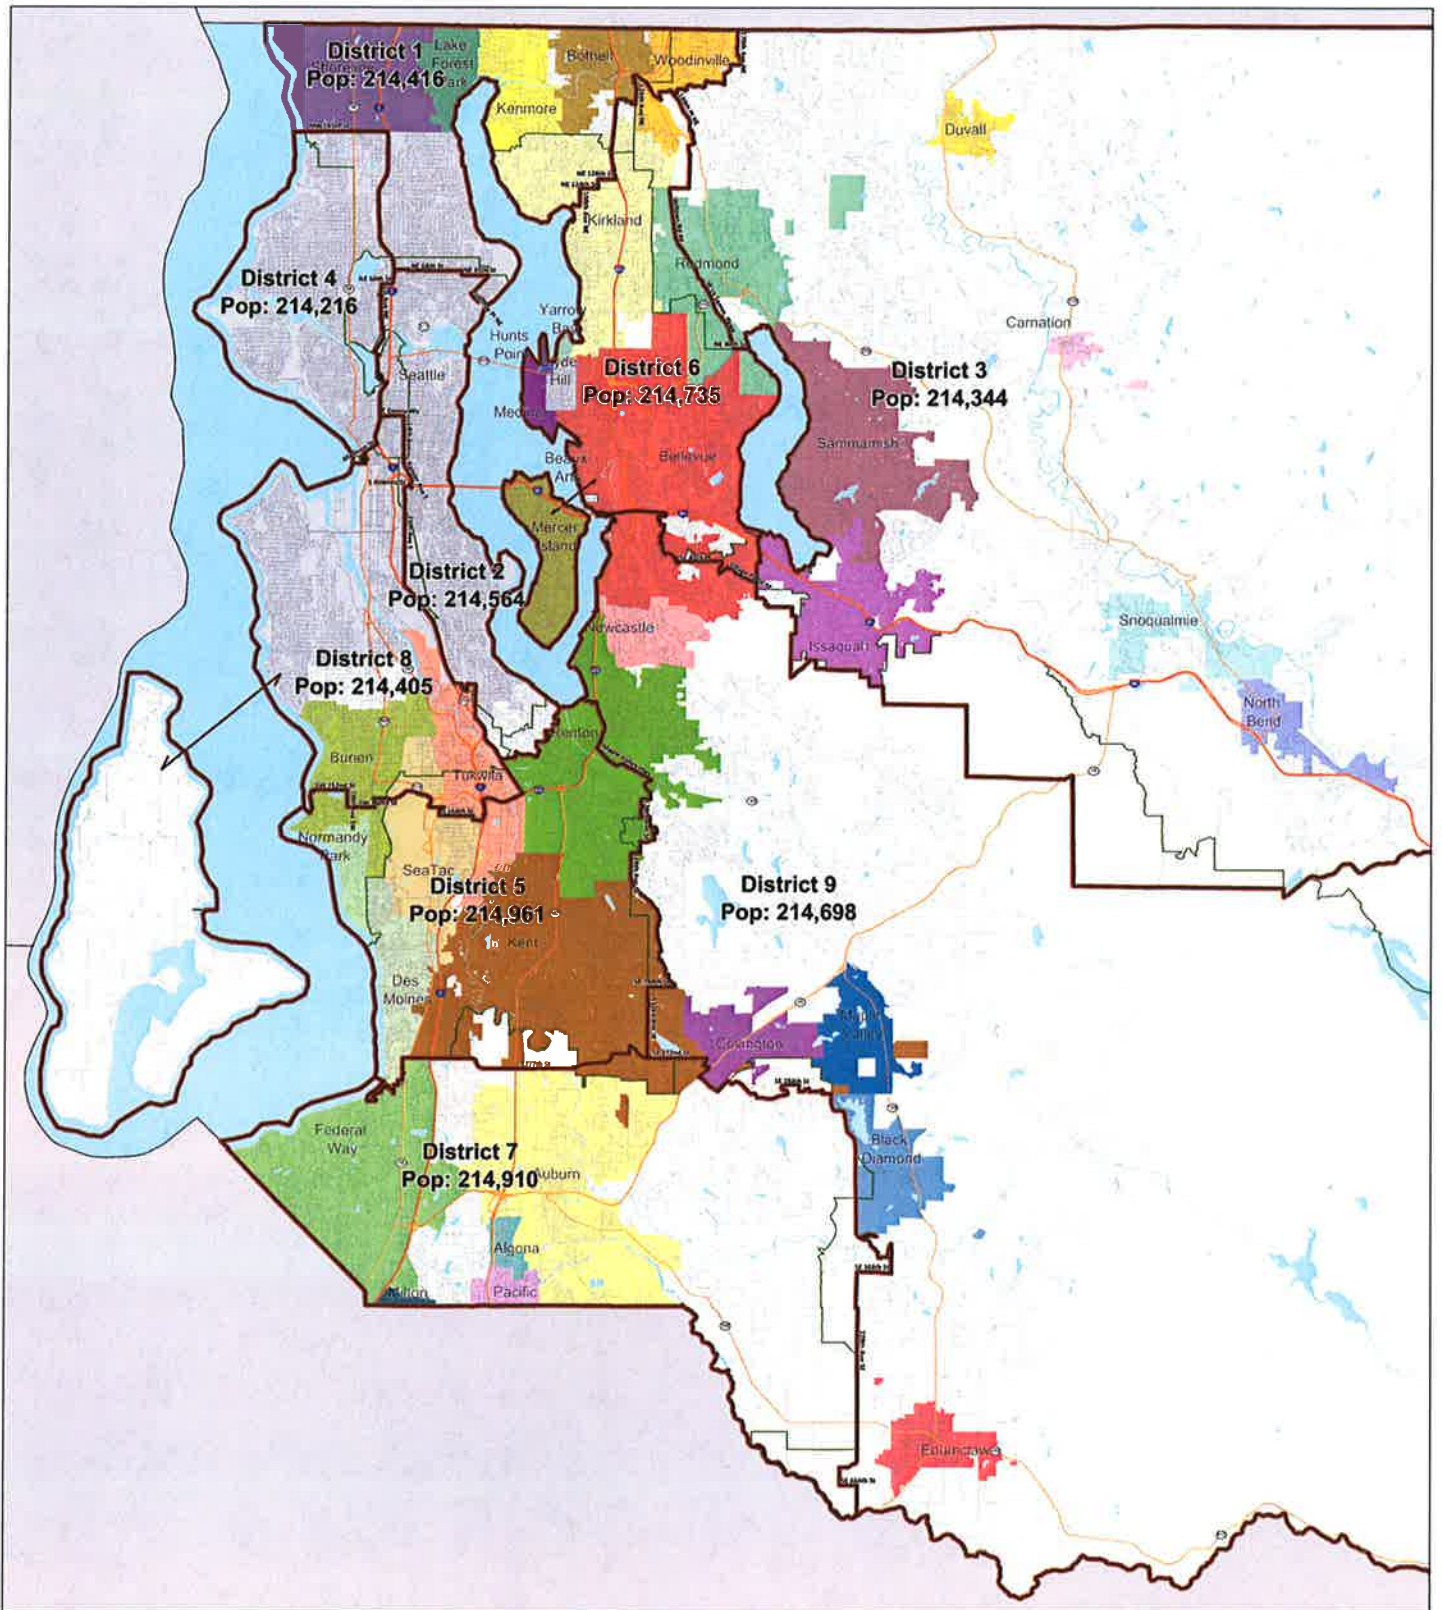 District 1
Pop: 214,416
Lake
Forest
Park
Kenmore
Bothell
Woodinville
Duvall
NE 128th S
Kirkland
Redmond
District 4
Pop: 214,216
Seattle
Yarrow
Bay
Hunts
Point
Hill
Medina
District 6
Pop: 214,735
Carnation
District 3
Pop: 214,344
Sammamish
Bellevue
Beaux
Arts
Mercer
Island
District 2
Pop: 214,564
Newcastle
Issaquah
Snoqualmie
North
Bend
District 8
Pop: 214,405
Burien
Tukwila
Renton
Normandy
Park
SeaTac
District 5
Pop: 214,961
Kent
District 9
Pop: 214,698
Des
Moines
Covington
Maple
Valley
Federal
Way
District 7
Pop: 214,910
Auburn
Black
Diamond
Algona
Milton
Pacific
Enumclaw